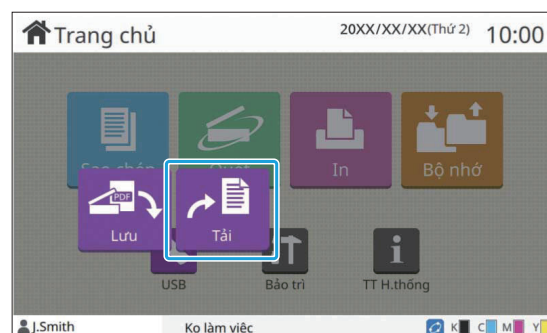 Trang chủ 20XX/XX/XX(Thứ 2) 10:00
Sao chép Quét In Bộ nhớ
PDF
Lưu Tải
USB Bảo trì TT H.thống
J.Smith Ko làm việc K C M Y